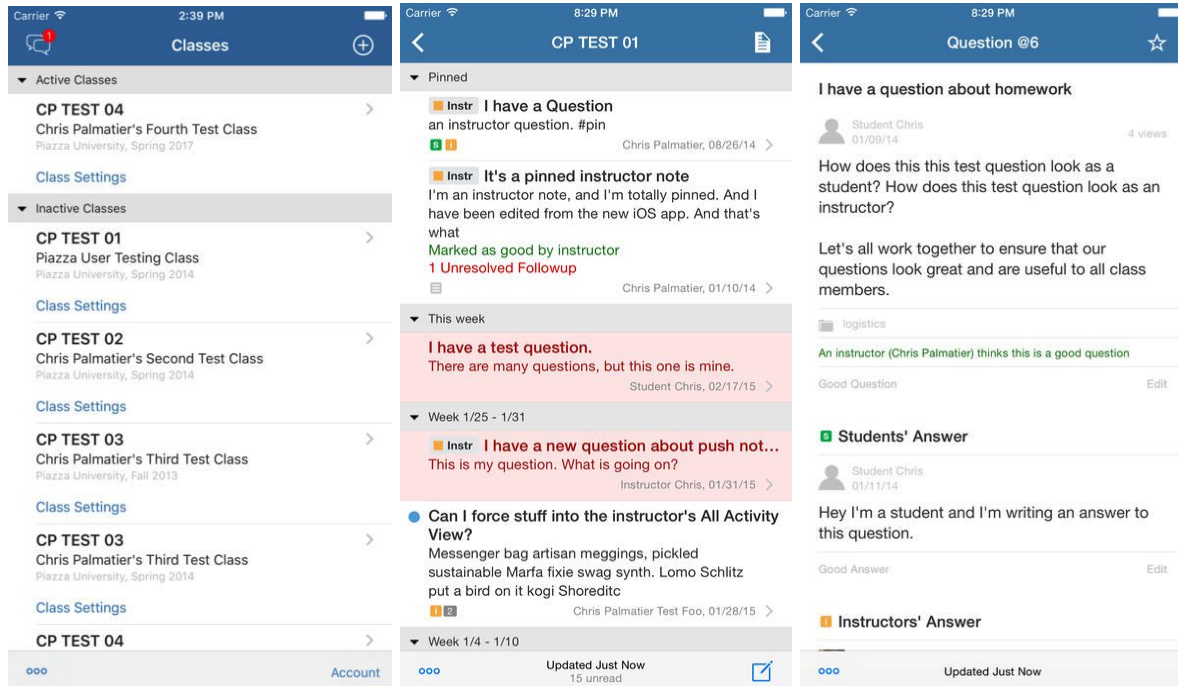 Carrier 2:39 PM
1
Classes
Active Classes
CP TEST 04
Chris Palmatier's Fourth Test Class
Piazza University, Spring 2017
Class Settings
Inactive Classes
CP TEST 01
Piazza User Testing Class
Piazza University, Spring 2014
Class Settings
CP TEST 02
Chris Palmatier's Second Test Class
Piazza University, Spring 2014
Class Settings
CP TEST 03
Chris Palmatier's Third Test Class
Piazza University, Fall 2013
Class Settings
CP TEST 03
Chris Palmatier's Third Test Class
Piazza University, Spring 2014
Class Settings
CP TEST 04
Account
Carrier 8:29 PM
CP TEST 01
Pinned
Instr I have a Question
an instructor question. #pin
S i Chris Palmatier, 08/26/14
Instr It's a pinned instructor note
I'm an instructor note, and I'm totally pinned. And I
have been edited from the new iOS app. And that's
what
Marked as good by instructor
1 Unresolved Followup
Chris Palmatier, 01/10/14
This week
I have a test question.
There are many questions, but this one is mine.
Student Chris, 02/17/15
Week 1/25 - 1/31
Instr I have a new question about push not...
This is my question. What is going on?
Instructor Chris, 01/31/15
Can I force stuff into the instructor's All Activity
View?
Messenger bag artisan meggings, pickled
sustainable Marfa fixie swag synth. Lomo Schlitz
put a bird on it kogi Shoreditc
i 2 Chris Palmatier Test Foo, 01/28/15
Week 1/4 - 1/10
Updated Just Now
15 unread
Carrier 8:29 PM
Question @6
I have a question about homework
Student Chris
01/09/14
4 views
How does this this test question look as a
student? How does this test question look as an
instructor?
Let's all work together to ensure that our
questions look great and are useful to all class
members.
logistics
An instructor (Chris Palmatier) thinks this is a good question
Good Question Edit
S Students' Answer
Student Chris
01/11/14
Hey I'm a student and I'm writing an answer to
this question.
Good Answer Edit
i Instructors' Answer
Updated Just Now